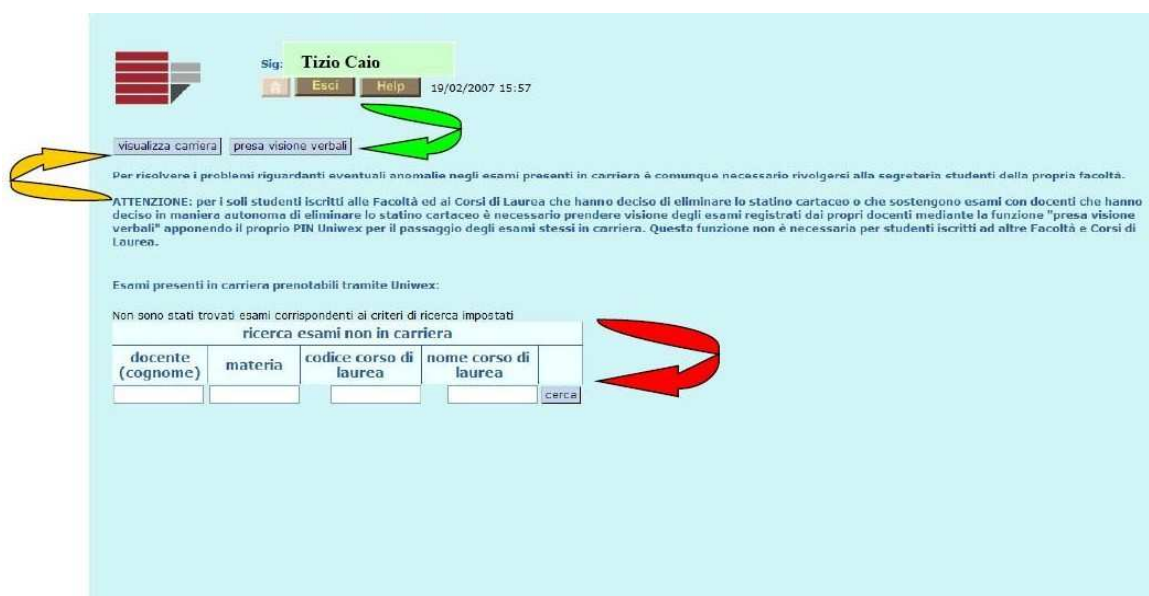 Sig: Tizio Caio
Esci Help 19/02/2007 15:57
visualizza carriera presa visione verbali
Per risolvere i problemi riguardanti eventuali anomalie negli esami presenti in carriera è comunque necessario rivolgersi alla segreteria studenti della propria facoltà.
ATTENZIONE: per i soli studenti iscritti alle Facoltà ed ai Corsi di Laurea che hanno deciso di eliminare lo statino cartaceo o che sostengono esami con docenti che hanno
deciso in maniera autonoma di eliminare lo statino cartaceo è necessario prendere visione degli esami registrati dai propri docenti mediante la funzione "presa visione
verbali" apponendo il proprio PIN Uniwex per il passaggio degli esami stessi in carriera. Questa funzione non è necessaria per studenti iscritti ad altre Facoltà e Corsi di
Laurea.
Esami presenti in carriera prenotabili tramite Uniwex:
Non sono stati trovati esami corrispondenti ai criteri di ricerca impostati
ricerca esami non in carriera
docente (cognome) materia codice corso di laurea nome corso di laurea
cerca